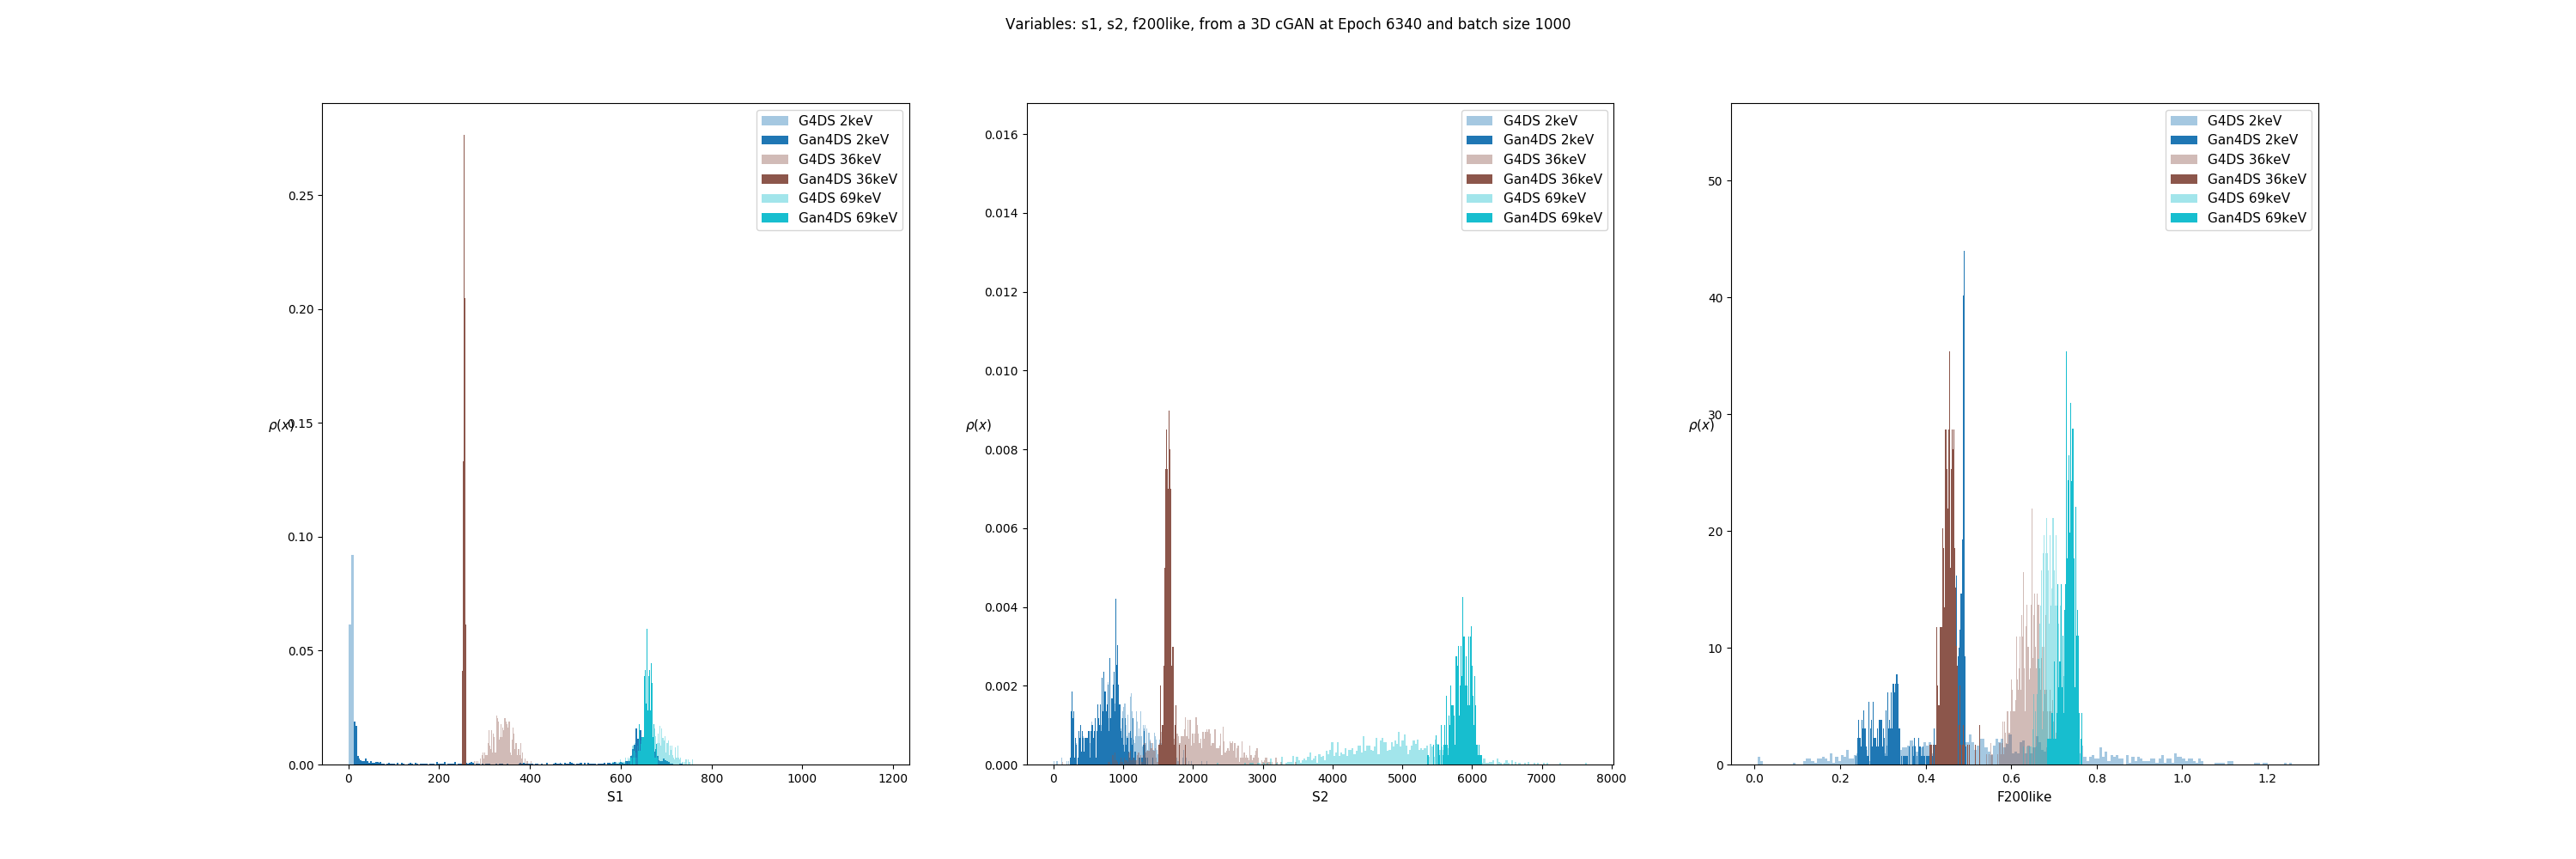 Variables: s1, s2, f200like, from a 3D cGAN at Epoch 6340 and batch size 1000
G4DS 2keV
Gan4DS 2keV
G4DS 36keV
Gan4DS 36keV
G4DS 69keV
Gan4DS 69keV
0.25
0.20
0.15
0.10
0.05
0.00
ρ(x)
0
200
400
600
800
1000
1200
S1
G4DS 2keV
Gan4DS 2keV
G4DS 36keV
Gan4DS 36keV
G4DS 69keV
Gan4DS 69keV
0.016
0.014
0.012
0.010
0.008
0.006
0.004
0.002
0.000
ρ(x)
0
1000
2000
3000
4000
5000
6000
7000
8000
S2
G4DS 2keV
Gan4DS 2keV
G4DS 36keV
Gan4DS 36keV
G4DS 69keV
Gan4DS 69keV
50
40
30
20
10
0
ρ(x)
0.0
0.2
0.4
0.6
0.8
1.0
1.2
F200like